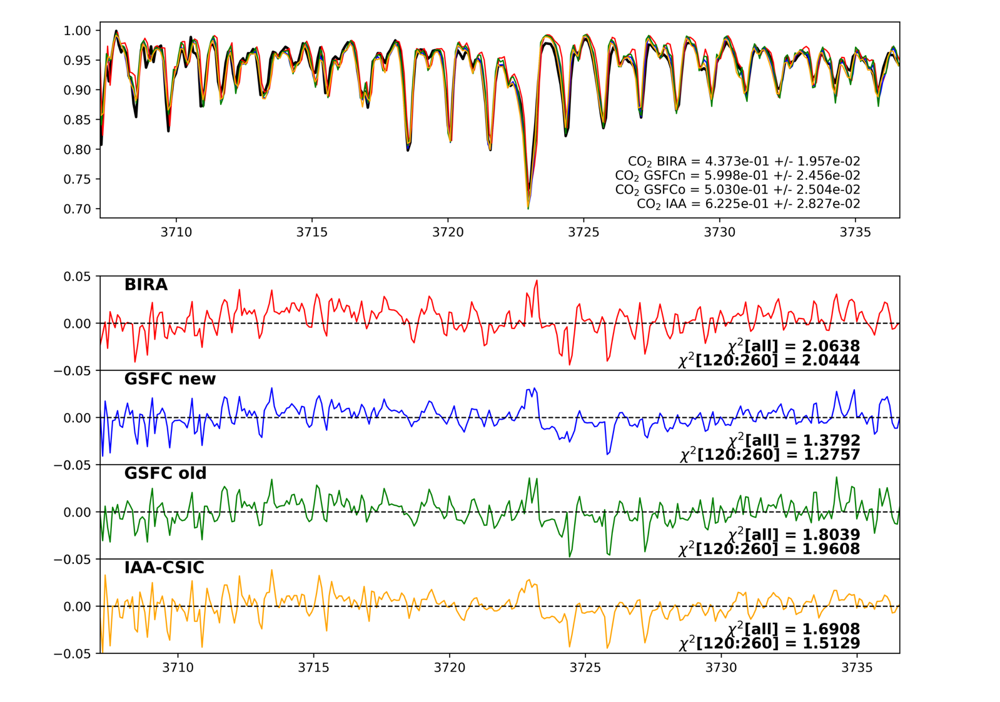 1.00
0.95
0.90
0.85
0.80
0.75
0.70
CO₂ BIRA = 4.373e-01 +/- 1.957e-02
CO₂ GSFCn = 5.998e-01 +/- 2.456e-02
CO₂ GSFCo = 5.030e-01 +/- 2.504e-02
CO₂ IAA = 6.225e-01 +/- 2.827e-02
3710 3715 3720 3725 3730 3735
0.05
BIRA
0.00
χ²[all] = 2.0638
χ²[120:260] = 2.0444
−0.05
GSFC new
0.00
χ²[all] = 1.3792
χ²[120:260] = 1.2757
−0.05
GSFC old
0.00
χ²[all] = 1.8039
χ²[120:260] = 1.9608
−0.05
IAA-CSIC
0.00
χ²[all] = 1.6908
χ²[120:260] = 1.5129
−0.05
3710 3715 3720 3725 3730 3735